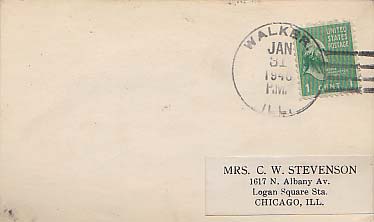 WALKER
JAN
31
1940
P.M.
ILL.
UNITED STATES
POSTAGE
1 CENT 1
MRS. C. W. STEVENSON
1617 N. Albany Av.
Logan Square Sta.
CHICAGO, ILL.